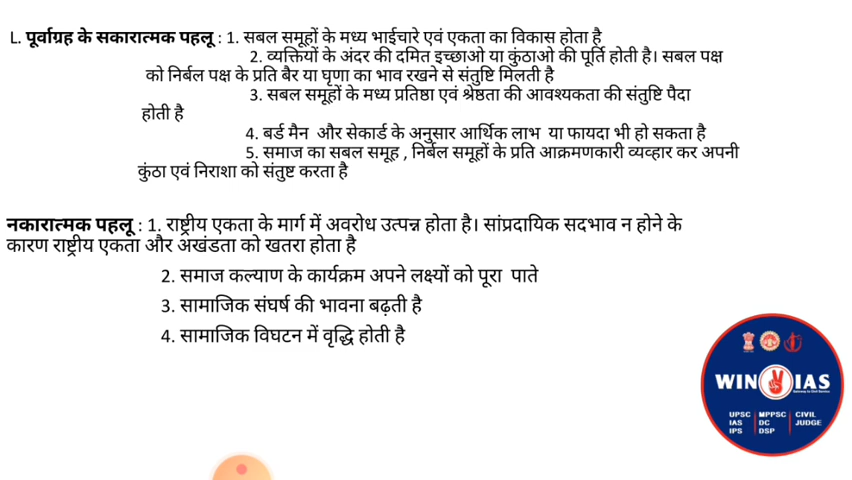 L. पूर्वाग्रह के सकारात्मक पहलू : 1. सबल समूहों के मध्य भाईचारे एवं एकता का विकास होता है
2. व्यक्तियों के अंदर की दमित इच्छाओ या कुंठाओ की पूर्ति होती है। सबल पक्ष
को निर्बल पक्ष के प्रति बैर या घृणा का भाव रखने से संतुष्टि मिलती है
3. सबल समूहों के मध्य प्रतिष्ठा एवं श्रेष्ठता की आवश्यकता की संतुष्टि पैदा
होती है
4. बर्ड मैन और सेकार्ड के अनुसार आर्थिक लाभ या फायदा भी हो सकता है
5. समाज का सबल समूह , निर्बल समूहों के प्रति आक्रमणकारी व्यव्हार कर अपनी
कुंठा एवं निराशा को संतुष्ट करता है
नकारात्मक पहलू : 1. राष्ट्रीय एकता के मार्ग में अवरोध उत्पन्न होता है। सांप्रदायिक सदभाव न होने के
कारण राष्ट्रीय एकता और अखंडता को खतरा होता है
2. समाज कल्याण के कार्यक्रम अपने लक्ष्यों को पूरा पाते
3. सामाजिक संघर्ष की भावना बढ़ती है
4. सामाजिक विघटन में वृद्धि होती है
WIN IAS
UPSC MPPSC CIVIL
IAS DC JUDGE
IPS DSP